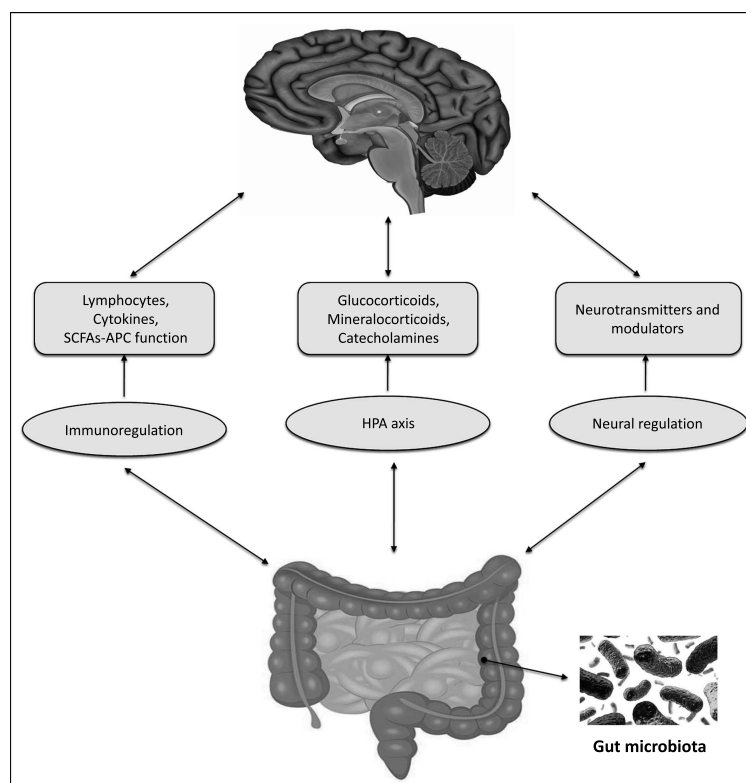 Lymphocytes,
Cytokines,
SCFAs-APC function
Glucocorticoids,
Mineralocorticoids,
Catecholamines
Neurotransmitters and
modulators
Immunoregulation
HPA axis
Neural regulation
Gut microbiota